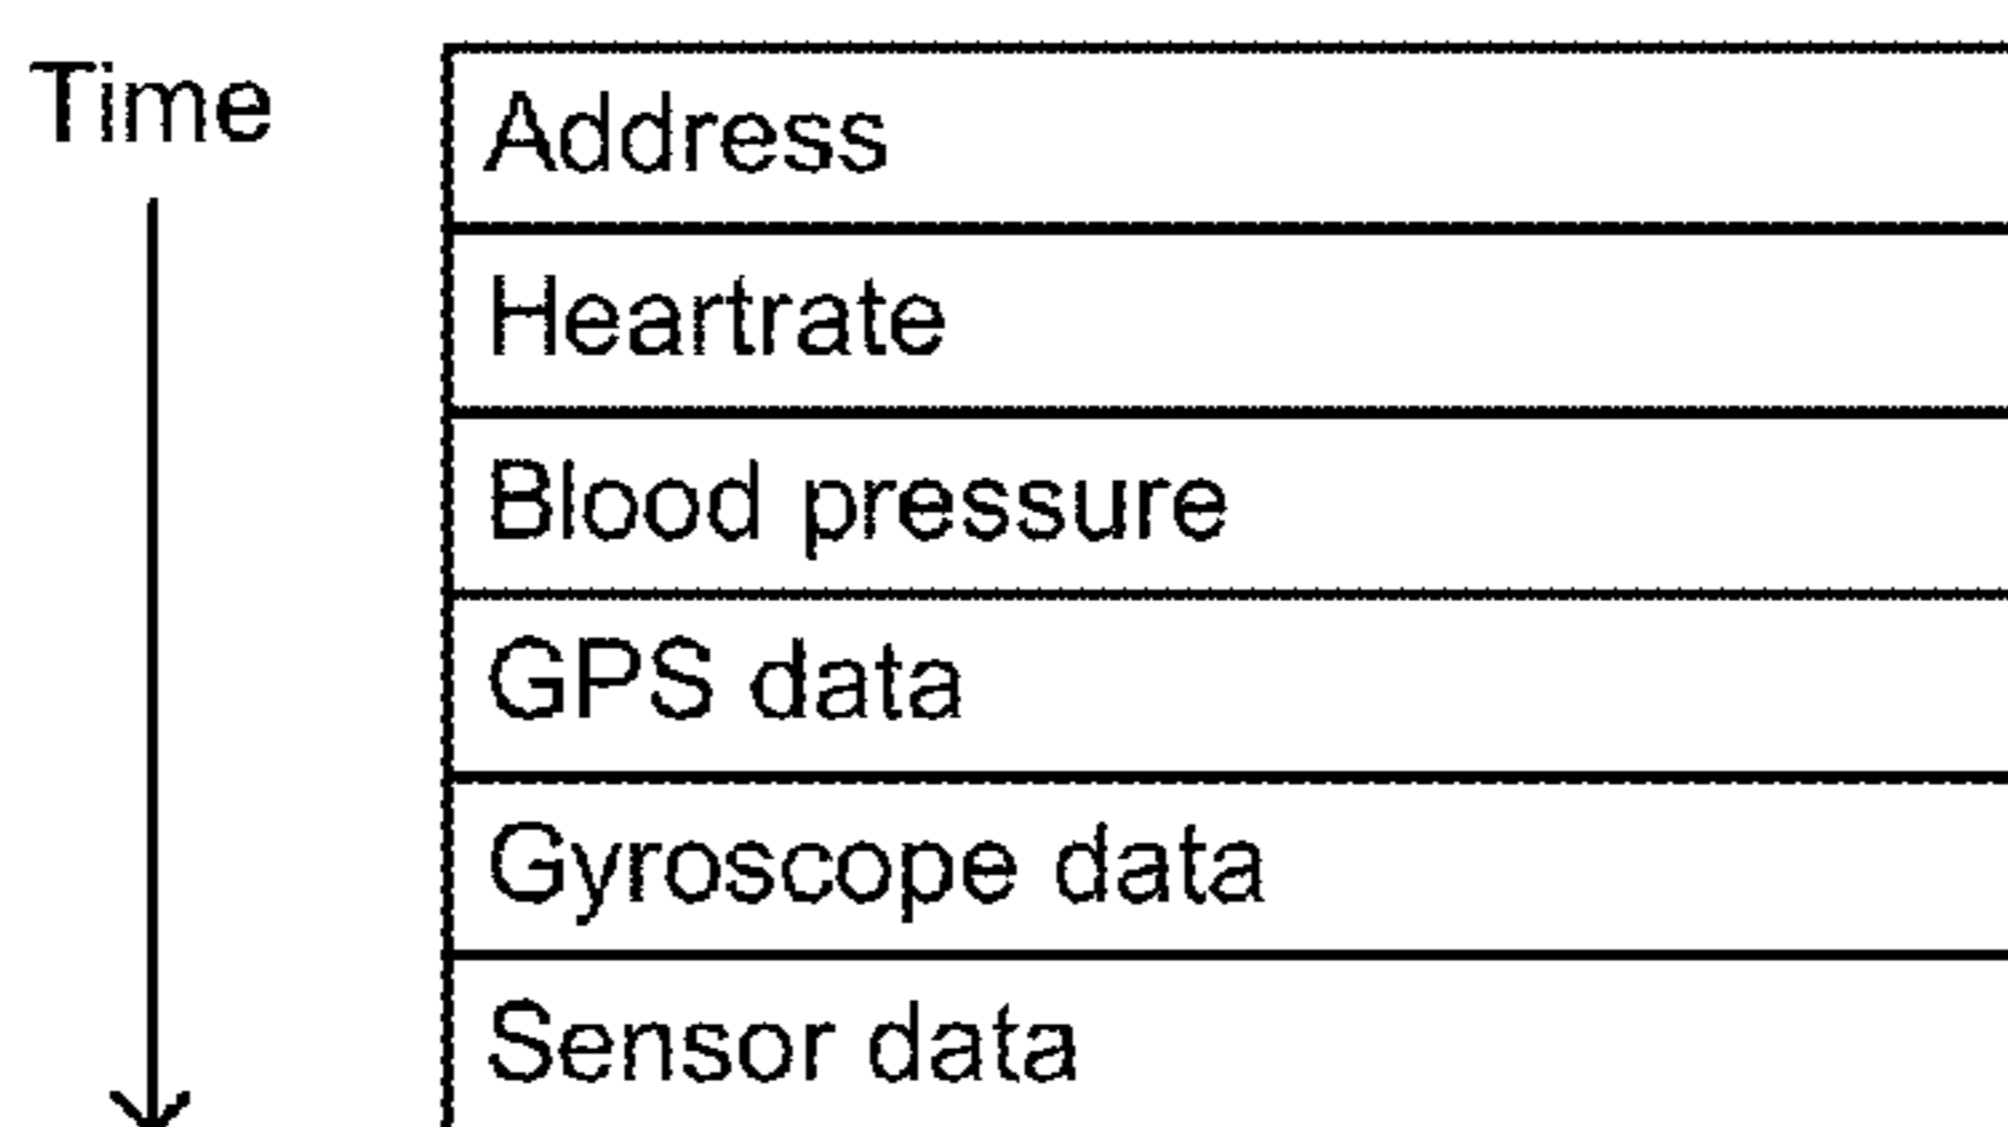 Time
Address
Heartrate
Blood pressure
GPS data
Gyroscope data
Sensor data